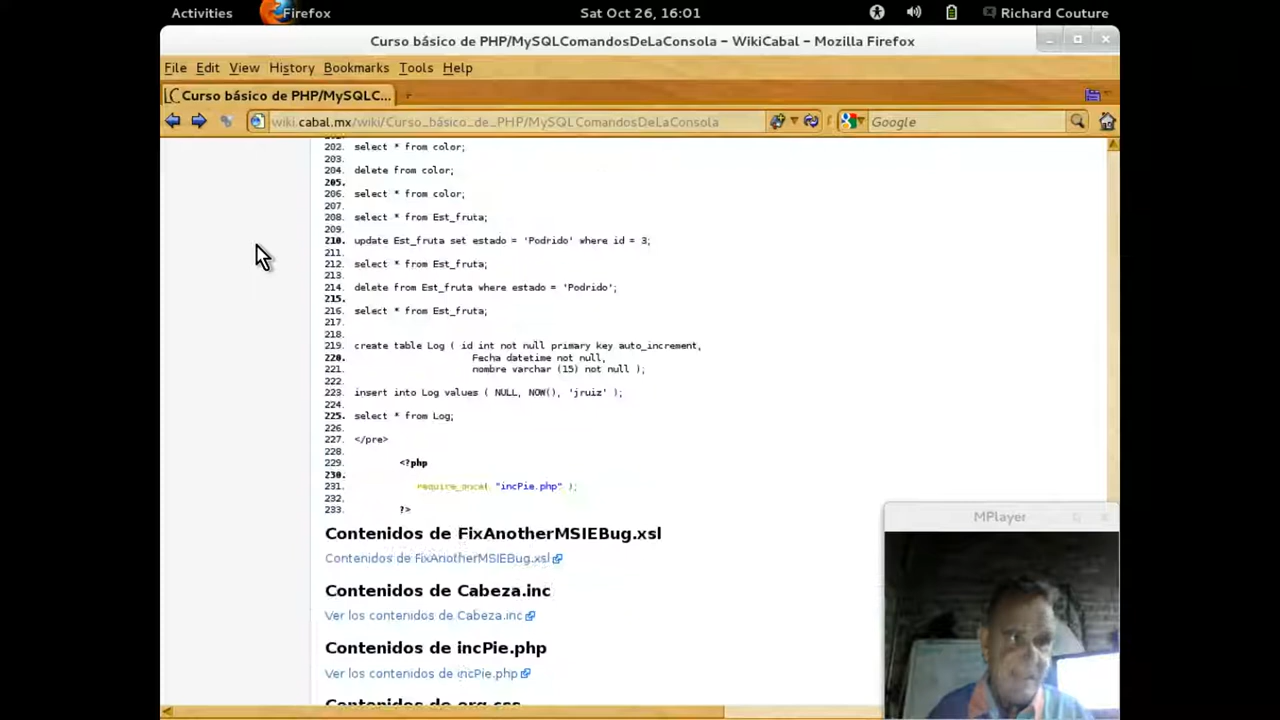 Activities Firefox Sat Oct 26, 16:01 Richard Couture
Curso básico de PHP/MySQLComandosDeLaConsola – WikiCabal – Mozilla Firefox
File Edit View History Bookmarks Tools Help
Curso básico de PHP/MySQLC...
wiki.cabal.mx/wiki/Curso_básico_de_PHP/MySQLComandosDeLaConsola Google
202. select * from color;
203.
204. delete from color;
205.
206. select * from color;
207.
208. select * from Est_fruta;
209.
210. update Est_fruta set estado = 'Podrido' where id = 3;
211.
212. select * from Est_fruta;
213.
214. delete from Est_fruta where estado = 'Podrido';
215.
216. select * from Est_fruta;
217.
218.
219. create table Log ( id int not null primary key auto_increment,
220. Fecha datetime not null,
221. nombre varchar (15) not null );
222.
223. insert into Log values ( NULL, NOW(), 'jruiz' );
224.
225. select * from Log;
226.
227. </pre>
228.
229. <?php
230.
231. require_once( "incPie.php" );
232.
233. ?>
Contenidos de FixAnotherMSIEBug.xsl
Contenidos de FixAnotherMSIEBug.xsl
Contenidos de Cabeza.inc
Ver los contenidos de Cabeza.inc
Contenidos de incPie.php
Ver los contenidos de incPie.php
MPlayer